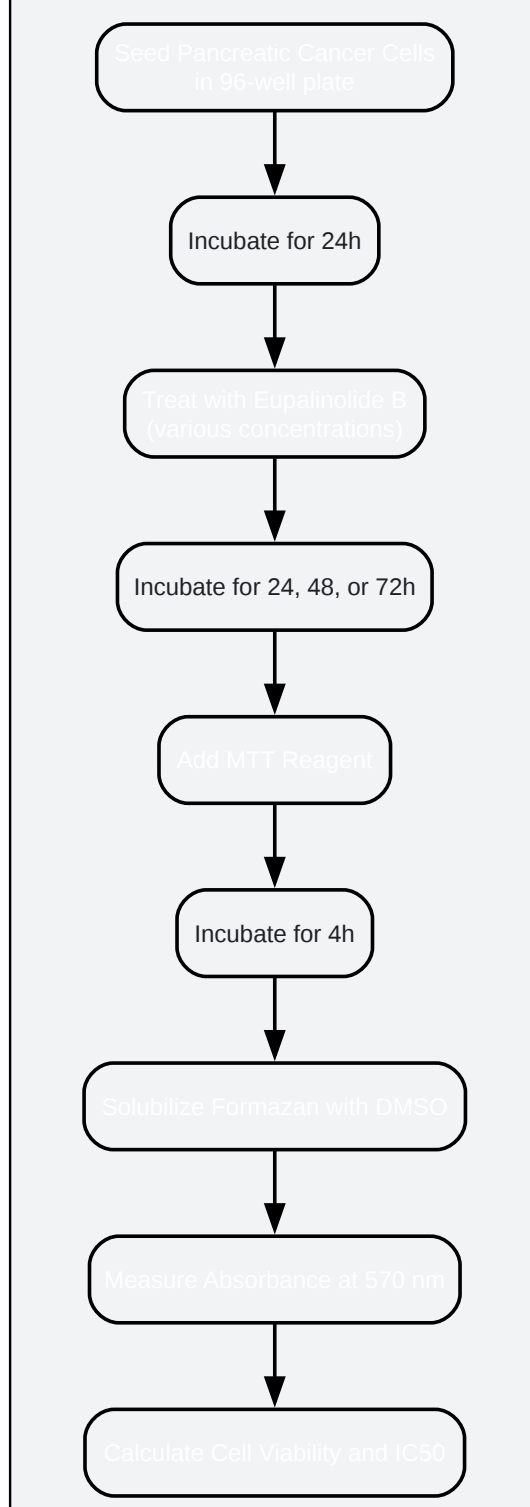 Seed Pancreatic Cancer Cells
in 96-well plate
Incubate for 24h
Treat with Eupalinolide B
(various concentrations)
Incubate for 24, 48, or 72h
Add MTT Reagent
Incubate for 4h
Solubilize Formazan with DMSO
Measure Absorbance at 570 nm
Calculate Cell Viability and IC50